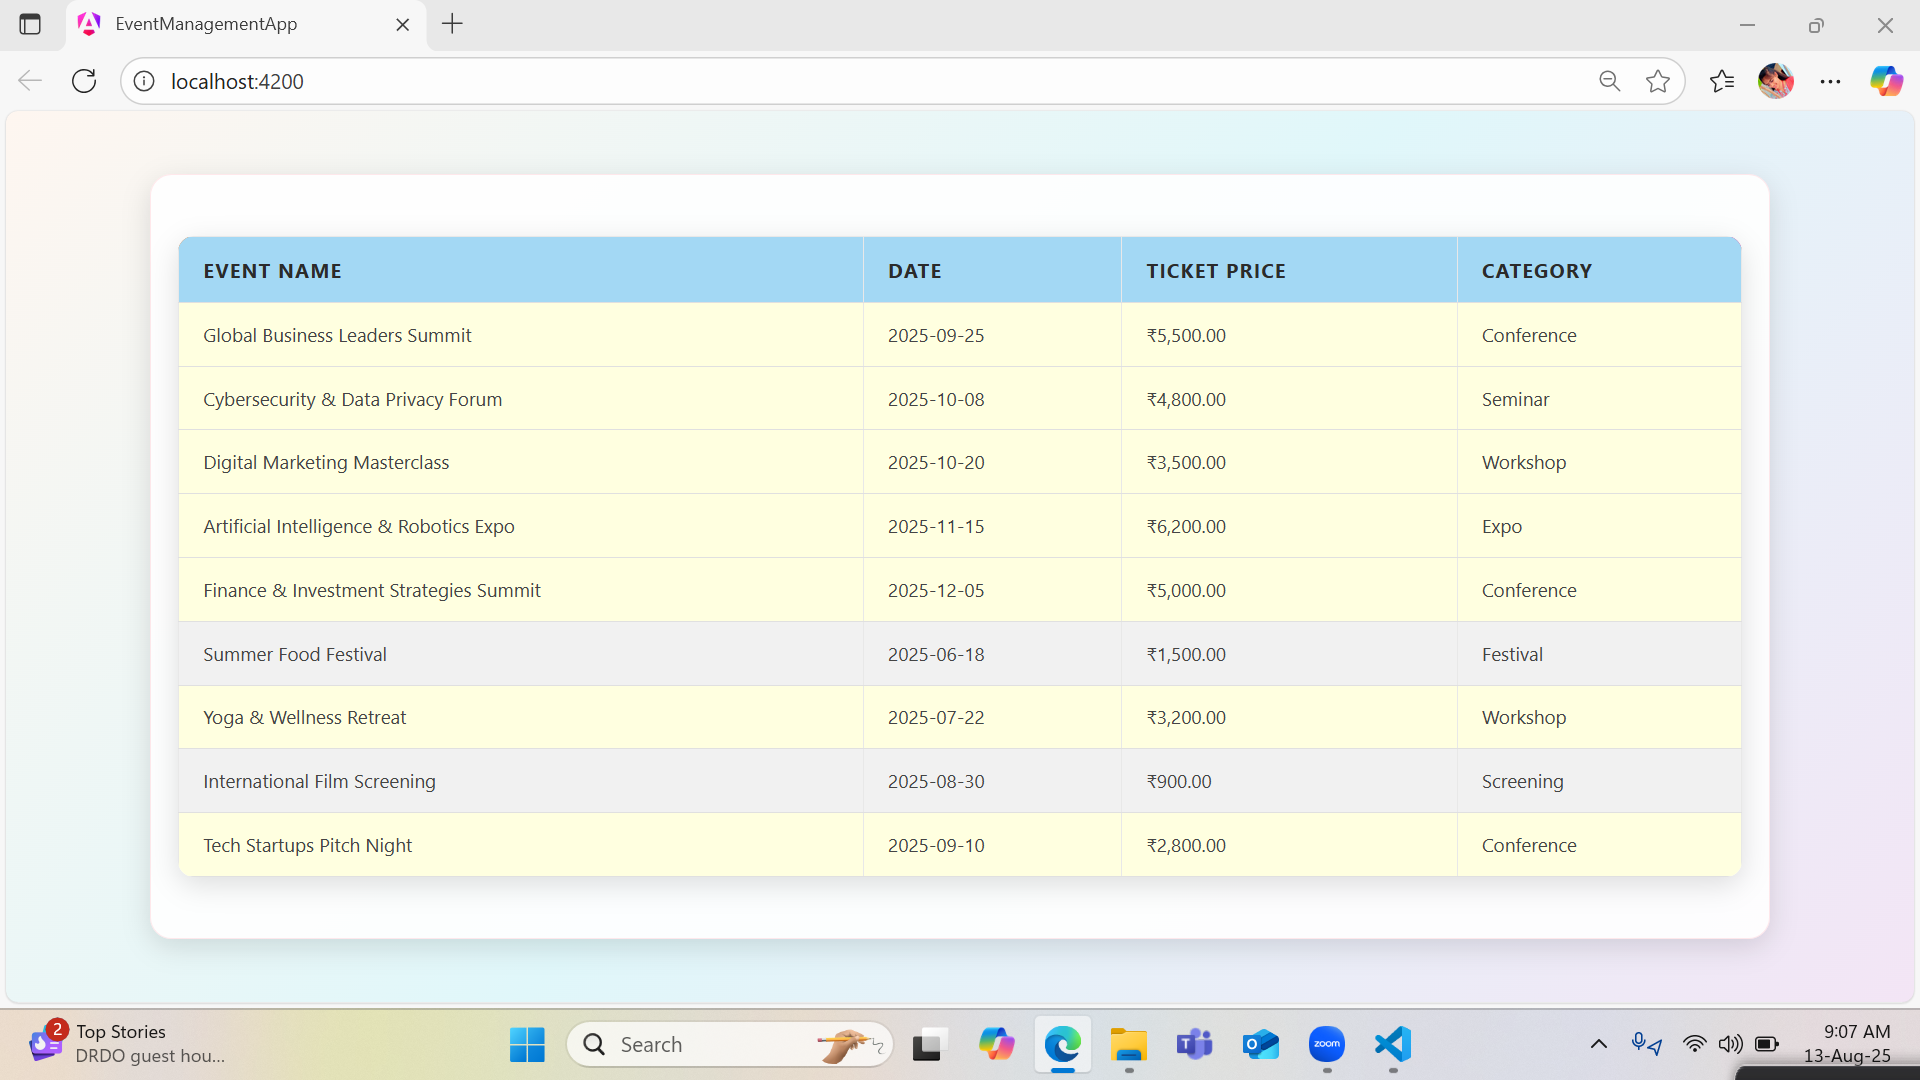 EventManagementApp
localhost:4200
EVENT NAME DATE TICKET PRICE CATEGORY
Global Business Leaders Summit 2025-09-25 ₹5,500.00 Conference
Cybersecurity & Data Privacy Forum 2025-10-08 ₹4,800.00 Seminar
Digital Marketing Masterclass 2025-10-20 ₹3,500.00 Workshop
Artificial Intelligence & Robotics Expo 2025-11-15 ₹6,200.00 Expo
Finance & Investment Strategies Summit 2025-12-05 ₹5,000.00 Conference
Summer Food Festival 2025-06-18 ₹1,500.00 Festival
Yoga & Wellness Retreat 2025-07-22 ₹3,200.00 Workshop
International Film Screening 2025-08-30 ₹900.00 Screening
Tech Startups Pitch Night 2025-09-10 ₹2,800.00 Conference
2 Top Stories
DRDO guest hou...
Search
zoom
9:07 AM
13-Aug-25